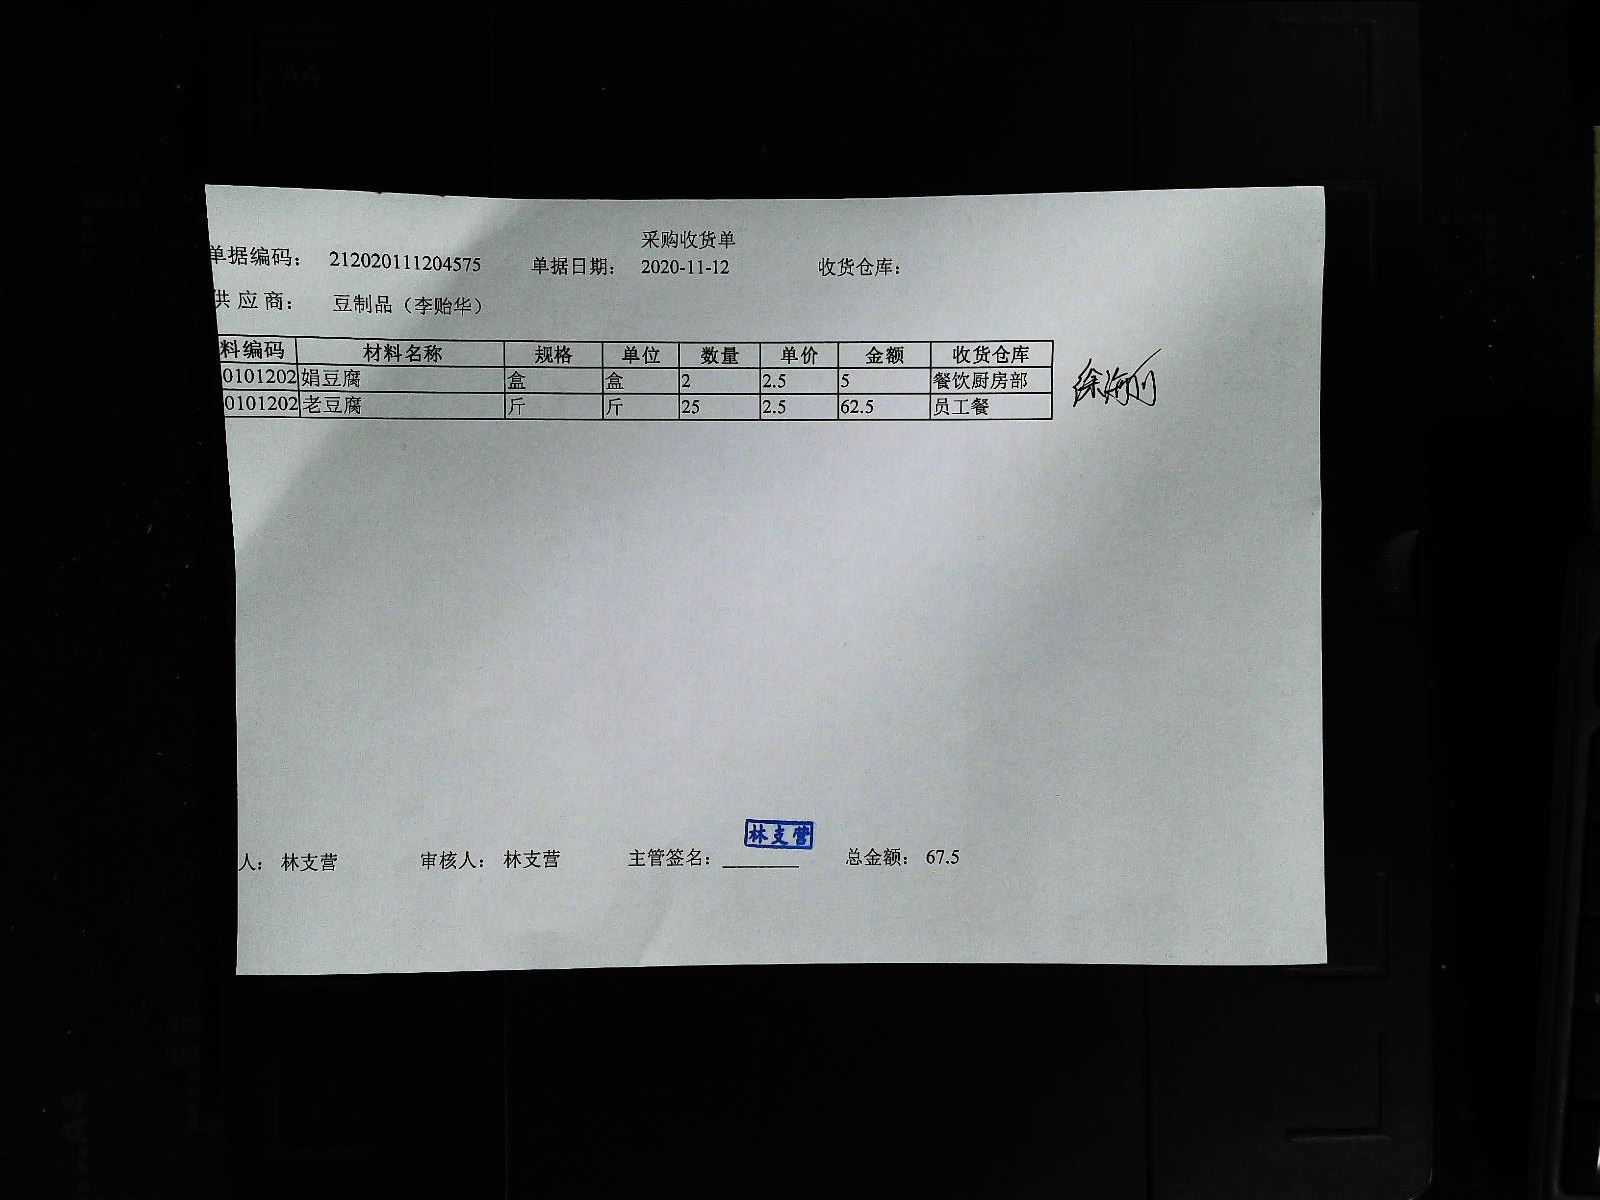 采购收货单
单据编码： 212020111204575 单据日期： 2020-11-12 收货仓库：
供 应 商： 豆制品（李贻华）
料编码 材料名称 规格 单位 数量 单价 金额 收货仓库
0101202 娟豆腐 盒 盒 2 2.5 5 餐饮厨房部
0101202 老豆腐 斤 斤 25 2.5 62.5 员工餐
林支营
人： 林支营 审核人： 林支营 主管签名： 总金额： 67.5